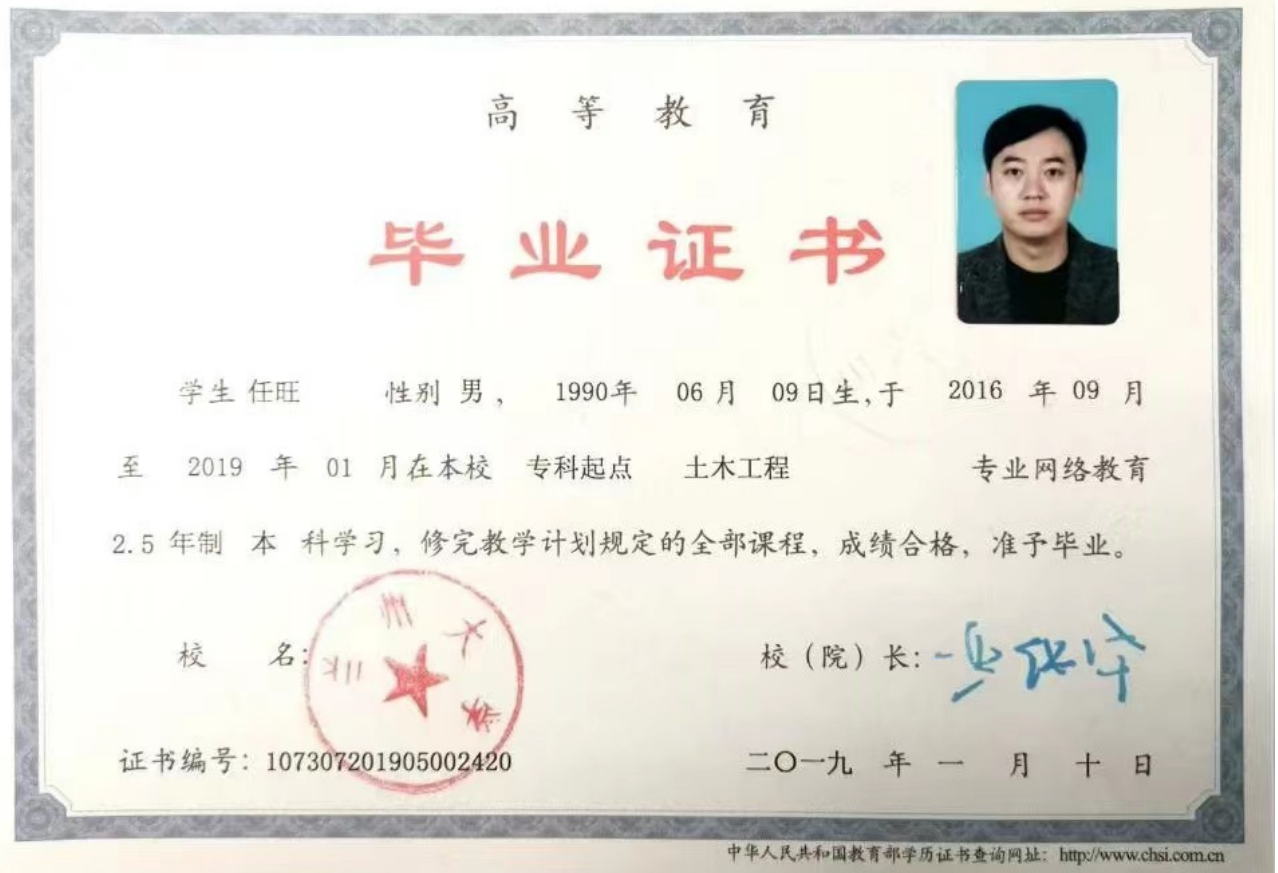 高等教育
毕业证书
学生 任旺 性别 男， 1990年 06月 09日生，于 2016 年 09 月
至 2019 年 01 月在本校 专科起点 土木工程 专业网络教育
2.5 年制 本 科学习，修完教学计划规定的全部课程，成绩合格，准予毕业。
校 名： 兰州大学
校（院）长：
证书编号：107307201905002420
二〇一九 年 一 月 十 日
中华人民共和国教育部学历证书查询网址：http://www.chsi.com.cn